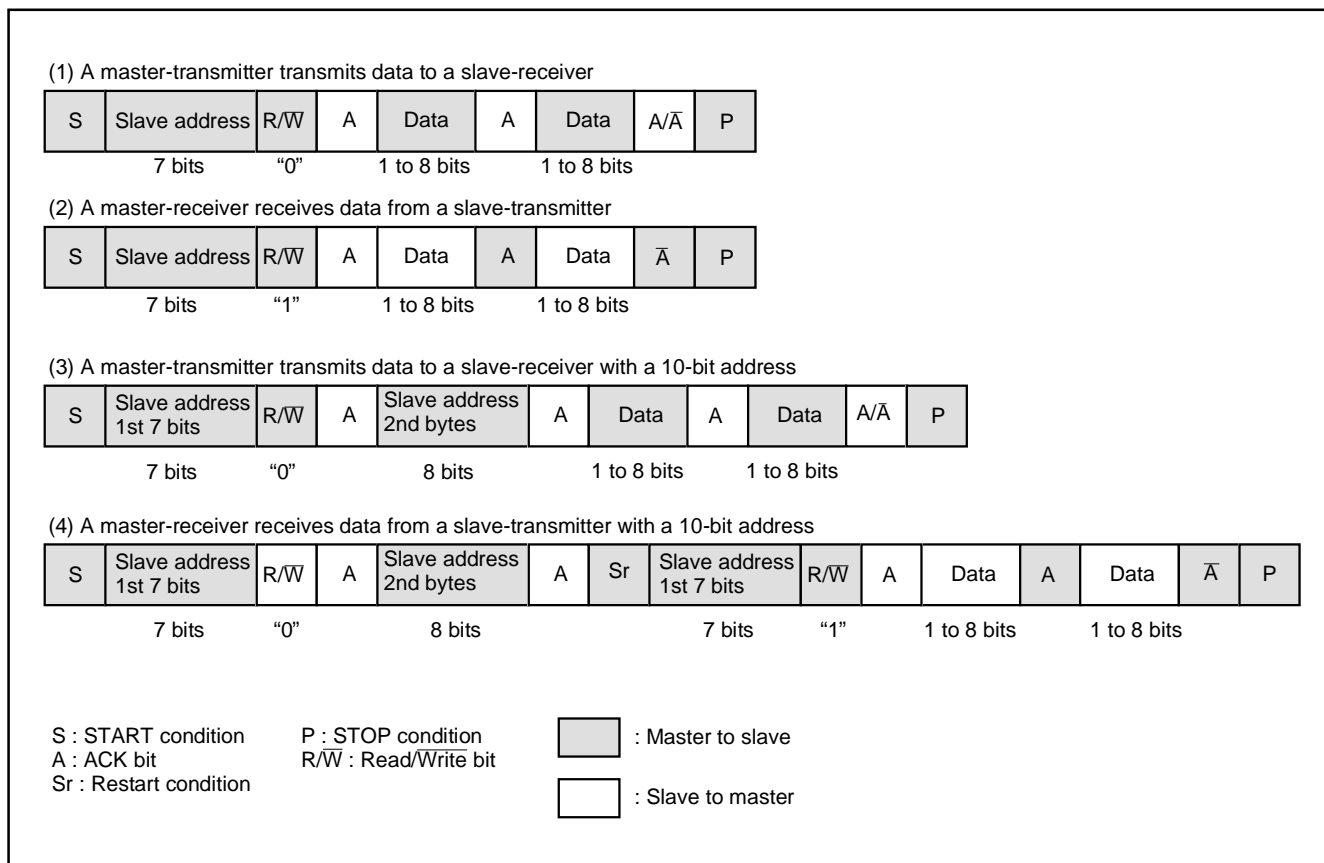 (1) A master-transmitter transmits data to a slave-receiver
S Slave address R/W̅ A Data A Data A/A̅ P
7 bits “0” 1 to 8 bits 1 to 8 bits
(2) A master-receiver receives data from a slave-transmitter
S Slave address R/W̅ A Data A Data A̅ P
7 bits “1” 1 to 8 bits 1 to 8 bits
(3) A master-transmitter transmits data to a slave-receiver with a 10-bit address
S Slave address 1st 7 bits R/W̅ A Slave address 2nd bytes A Data A Data A/A̅ P
7 bits “0” 8 bits 1 to 8 bits 1 to 8 bits
(4) A master-receiver receives data from a slave-transmitter with a 10-bit address
S Slave address 1st 7 bits R/W̅ A Slave address 2nd bytes A Sr Slave address 1st 7 bits R/W̅ A Data A Data A̅ P
7 bits “0” 8 bits 7 bits “1” 1 to 8 bits 1 to 8 bits
S : START condition P : STOP condition : Master to slave
A : ACK bit R/W̅ : Read/W̅r̅i̅t̅e̅ bit
Sr : Restart condition
: Slave to master